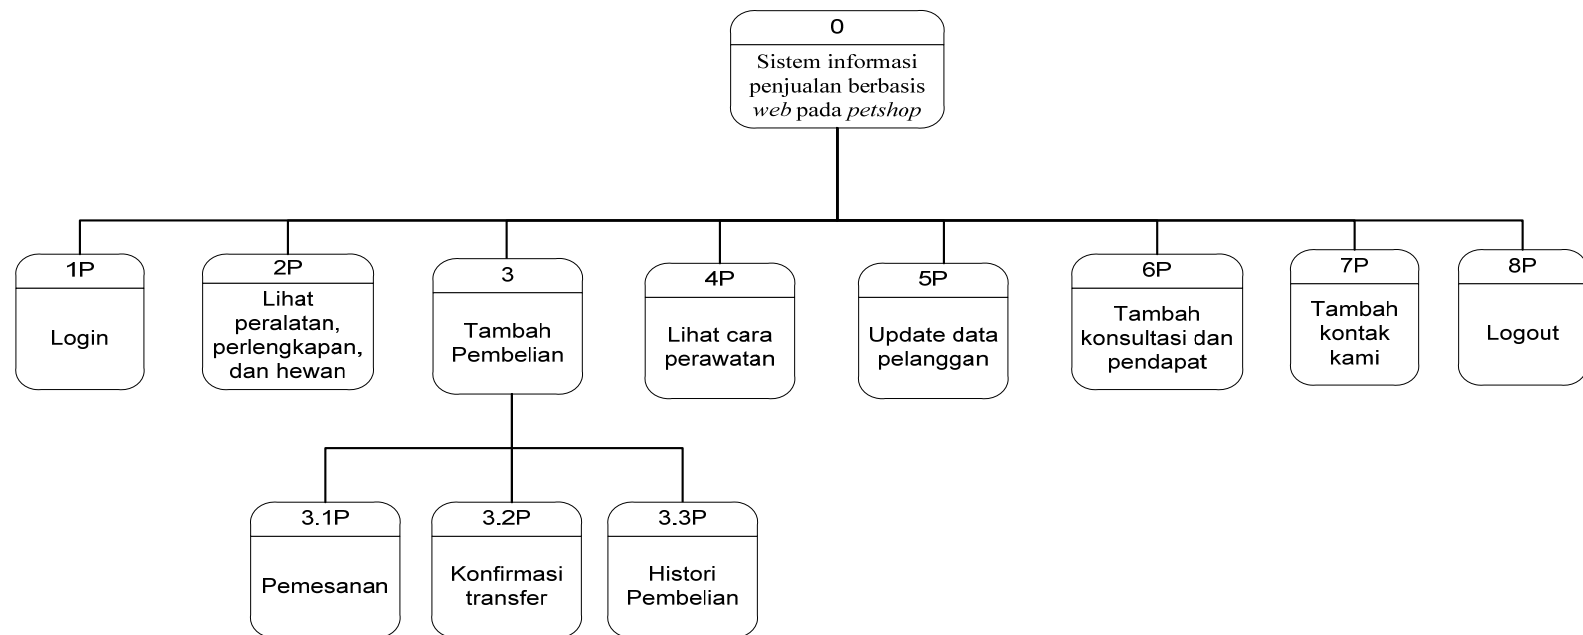 0
Sistem informasi
penjualan berbasis
web pada petshop
1P
Login
2P
Lihat
peralatan,
perlengkapan,
dan hewan
3
Tambah
Pembelian
4P
Lihat cara
perawatan
5P
Update data
pelanggan
6P
Tambah
konsultasi dan
pendapat
7P
Tambah
kontak
kami
8P
Logout
3.1P
Pemesanan
3.2P
Konfirmasi
transfer
3.3P
Histori
Pembelian